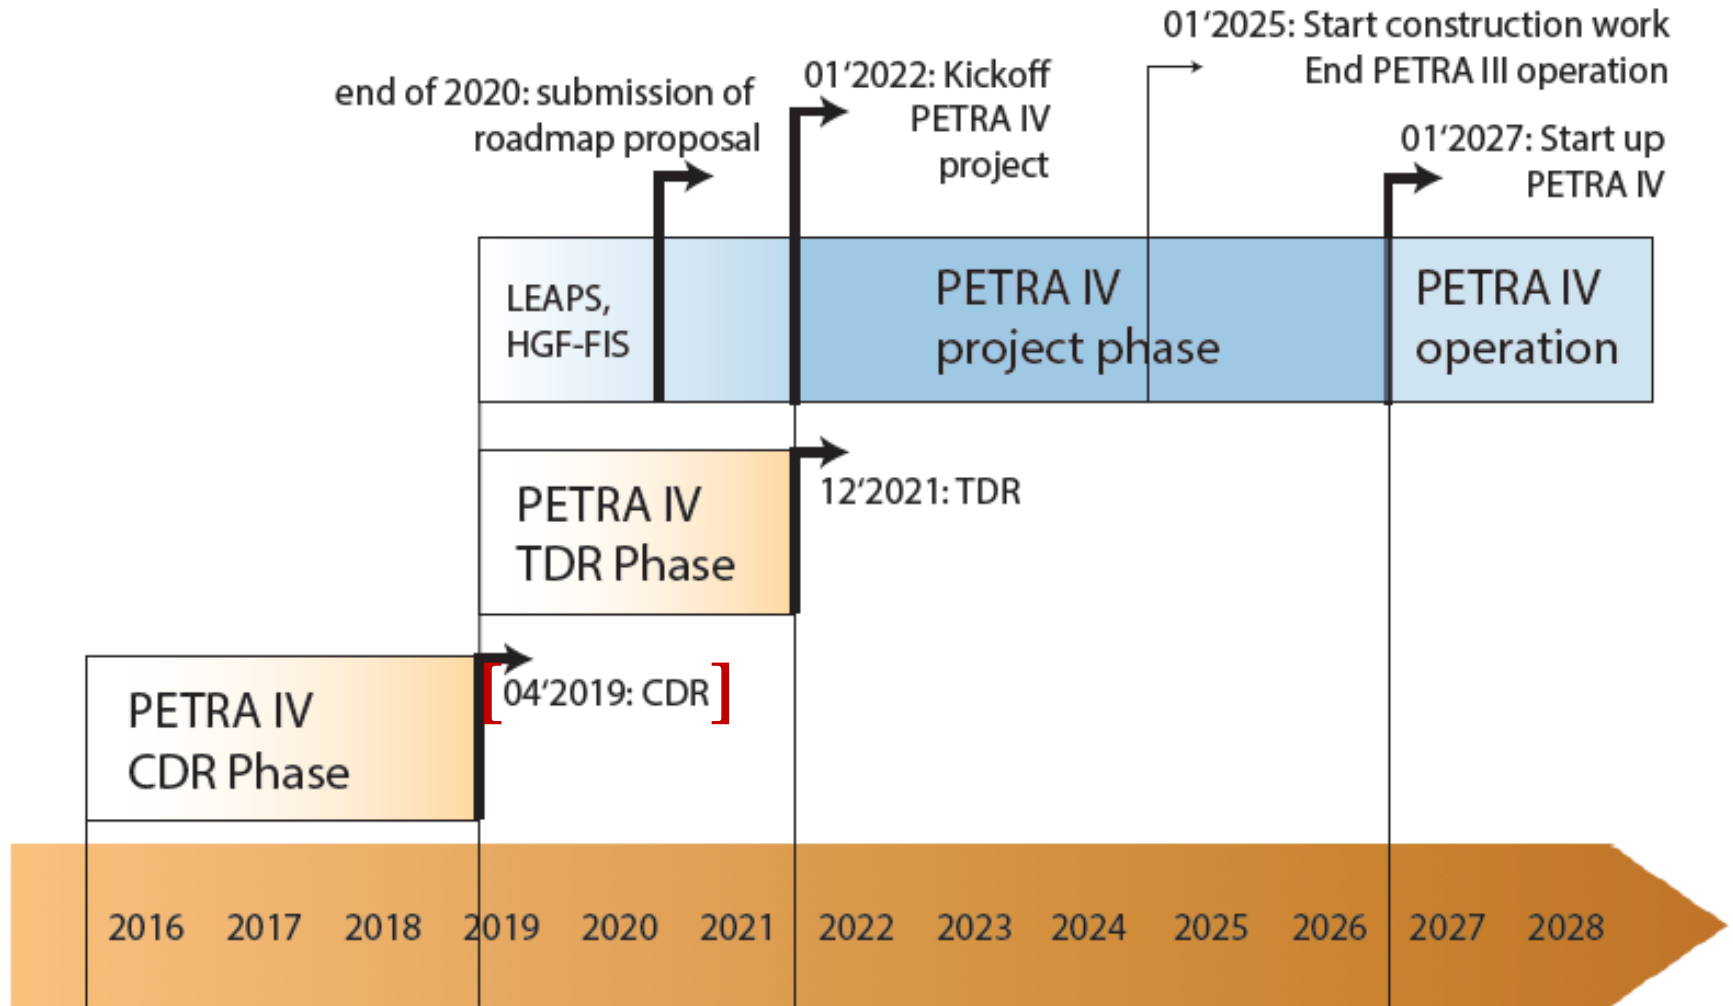 01‘2025: Start construction work
End PETRA III operation
01‘2022: Kickoff
PETRA IV
project
end of 2020: submission of
roadmap proposal
01‘2027: Start up
PETRA IV
LEAPS,
HGF-FIS
PETRA IV
project phase
PETRA IV
operation
PETRA IV
TDR Phase
12‘2021: TDR
PETRA IV
CDR Phase
[04‘2019: CDR]
2016 2017 2018 2019 2020 2021 2022 2023 2024 2025 2026 2027 2028